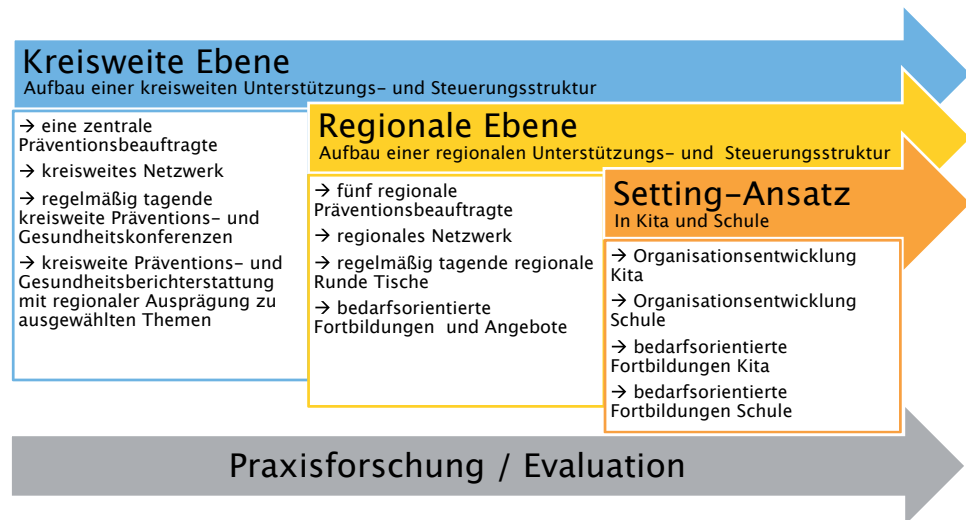 Kreisweite Ebene
Aufbau einer kreisweiten Unterstützungs- und Steuerungsstruktur
→ eine zentrale
Präventionsbeauftragte
→ kreisweites Netzwerk
→ regelmäßig tagende
kreisweite Präventions- und
Gesundheitskonferenzen
→ kreisweite Präventions- und
Gesundheitsberichterstattung
mit regionaler Ausprägung zu
ausgewählten Themen
Regionale Ebene
Aufbau einer regionalen Unterstützungs- und Steuerungsstruktur
→ fünf regionale
Präventionsbeauftragte
→ regionales Netzwerk
→ regelmäßig tagende regionale
Runde Tische
→ bedarfsorientierte
Fortbildungen und Angebote
Setting-Ansatz
In Kita und Schule
→ Organisationsentwicklung
Kita
→ Organisationsentwicklung
Schule
→ bedarfsorientierte
Fortbildungen Kita
→ bedarfsorientierte
Fortbildungen Schule
Praxisforschung / Evaluation